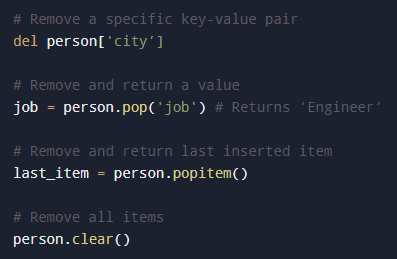 # Remove a specific key-value pair
del person['city’]
# Remove and return a value
job = person.pop('job') # Returns 'Engineer’
# Remove and return last inserted item
last_item = person.popitem()
# Remove all items
person.clear()